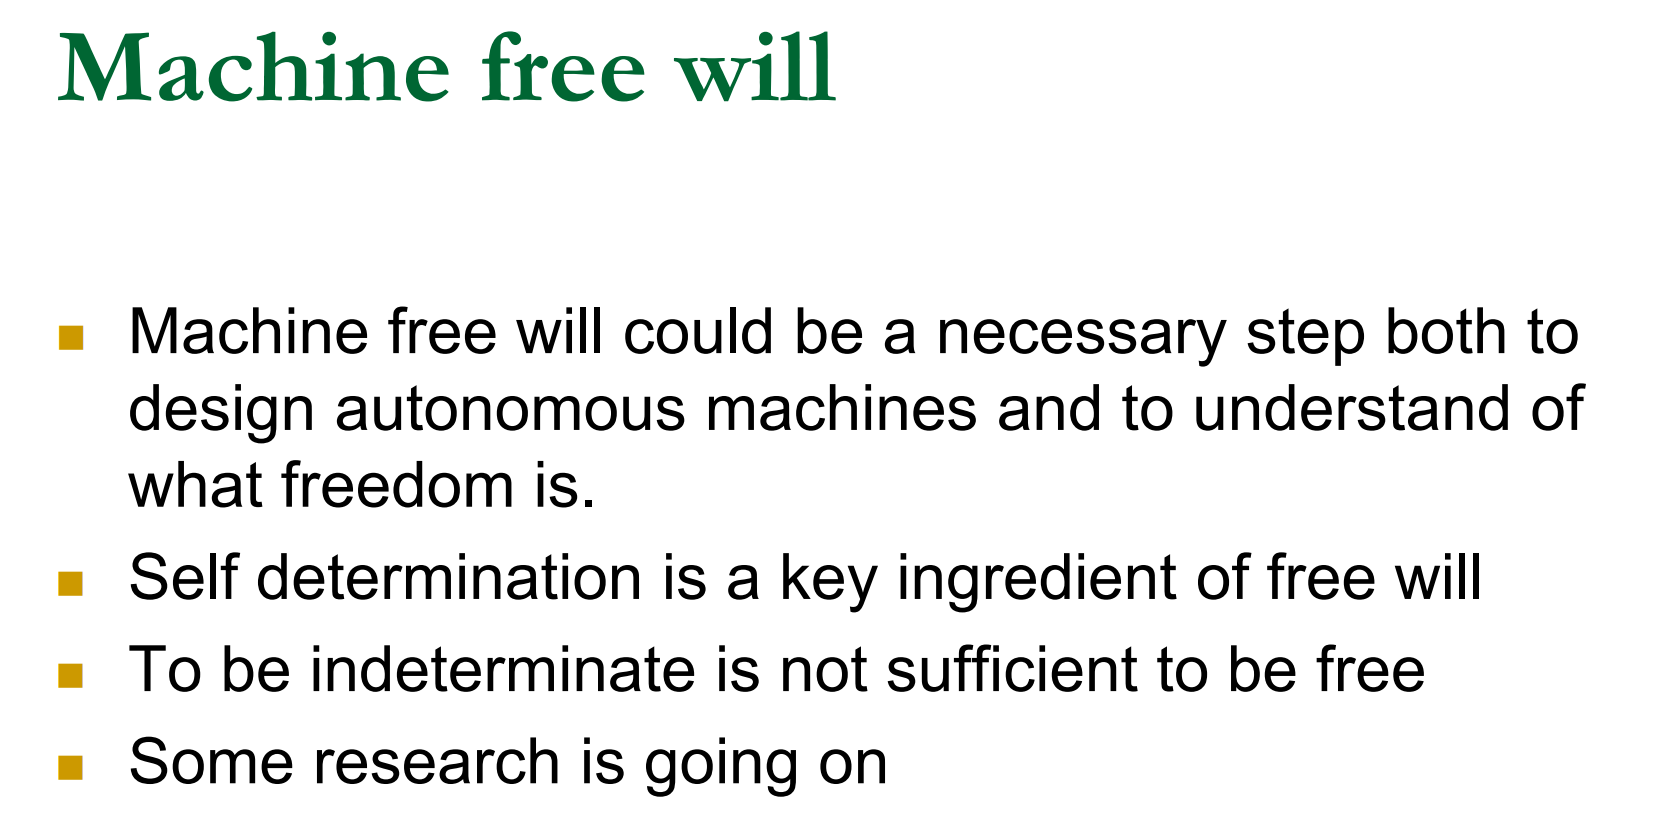 Machine free will
Machine free will could be a necessary step both to
design autonomous machines and to understand of
what freedom is.
Self determination is a key ingredient of free will
To be indeterminate is not sufficient to be free
Some research is going on